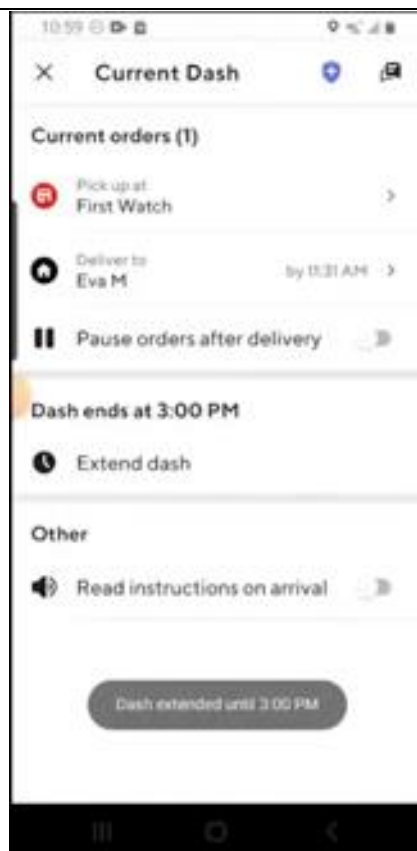 10:59
Current Dash
Current orders (1)
Pick up at
First Watch
Deliver to
Eva M
by 11:31 AM
Pause orders after delivery
Dash ends at 3:00 PM
Extend dash
Other
Read instructions on arrival
Dash extended until 3:00 PM